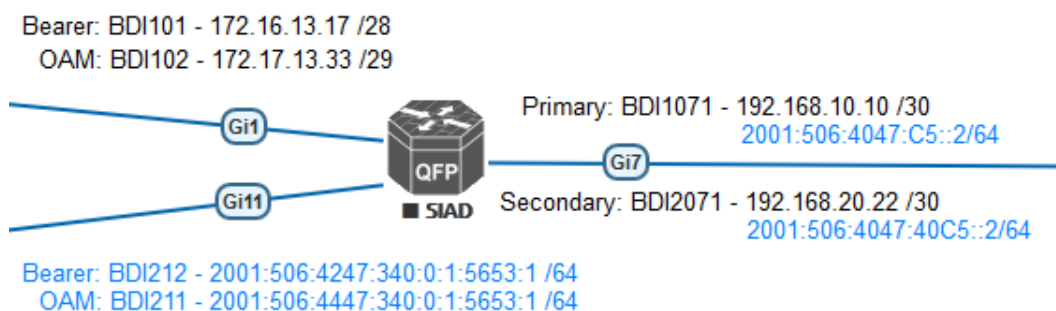 Bearer: BDI101 - 172.16.13.17 /28
OAM: BDI102 - 172.17.13.33 /29
Gi1
Primary: BDI1071 - 192.168.10.10 /30
2001:506:4047:C5::2/64
QFP
Gi7
Gi11
SIAD
Secondary: BDI2071 - 192.168.20.22 /30
2001:506:4047:40C5::2/64
Bearer: BDI212 - 2001:506:4247:340:0:1:5653:1 /64
OAM: BDI211 - 2001:506:4447:340:0:1:5653:1 /64